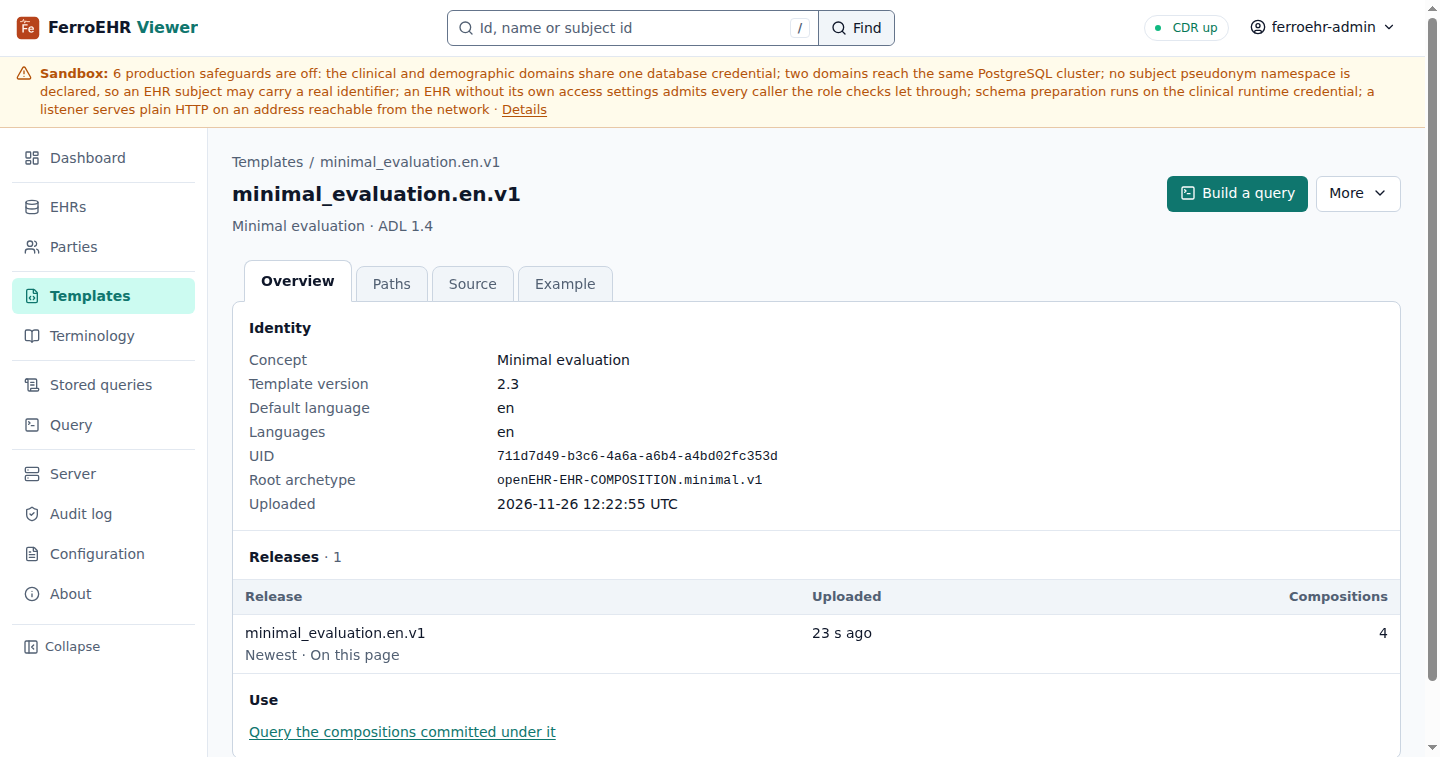 FerroEHR Viewer
Id, name or subject id
/
Find
CDR up
ferroehr-admin
Sandbox: 6 production safeguards are off: the clinical and demographic domains share one database credential; two domains reach the same PostgreSQL cluster; no subject pseudonym namespace is
declared, so an EHR subject may carry a real identifier; an EHR without its own access settings admits every caller the role checks let through; schema preparation runs on the clinical runtime credential; a
listener serves plain HTTP on an address reachable from the network · Details
Dashboard
EHRs
Parties
Templates
Terminology
Stored queries
Query
Server
Audit log
Configuration
About
Collapse
Templates / minimal_evaluation.en.v1
minimal_evaluation.en.v1
Minimal evaluation · ADL 1.4
Build a query
More
Overview
Paths
Source
Example
Identity
Concept Minimal evaluation
Template version 2.3
Default language en
Languages en
UID 711d7d49-b3c6-4a6a-a6b4-a4bd02fc353d
Root archetype openEHR-EHR-COMPOSITION.minimal.v1
Uploaded 2026-11-26 12:22:55 UTC
Releases · 1
Release Uploaded Compositions
minimal_evaluation.en.v1 23 s ago 4
Newest · On this page
Use
Query the compositions committed under it